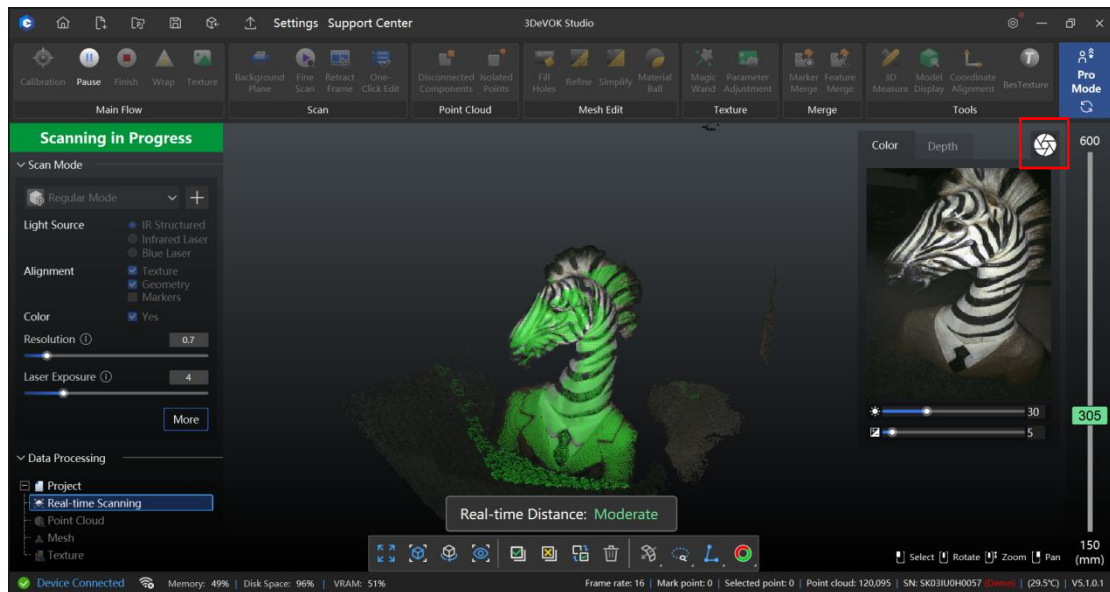 Settings Support Center 3DeVOK Studio
Calibration Pause Finish Wrap Texture
Main Flow
Background Plane Fine Scan Retract Frame One-Click Edit
Scan
Disconnected Components Isolated Points
Point Cloud
Fill Holes Refine Simplify Material Ball
Mesh Edit
Magic Wand Parameter Adjustment
Texture
Marker Merge Feature Merge
Merge
3D Measure Model Display Coordinate Alignment BesTexture
Tools
Pro Mode
Scanning in Progress
Scan Mode
Regular Mode
Light Source IR Structured
Infrared Laser
Blue Laser
Alignment Texture
Geometry
Markers
Color Yes
Resolution 0.7
Laser Exposure 4
More
Data Processing
Project
Real-time Scanning
Point Cloud
Mesh
Texture
Color Depth
30
5
600
305
150
(mm)
Real-time Distance: Moderate
Select Rotate Zoom Pan
Device Connected Memory: 49% | Disk Space: 96% | VRAM: 51% Frame rate: 16 | Mark point: 0 | Selected point: 0 | Point cloud: 120,095 | SN: SK03IU0H0057 (Demo) | (29.5℃) | V5.1.0.1